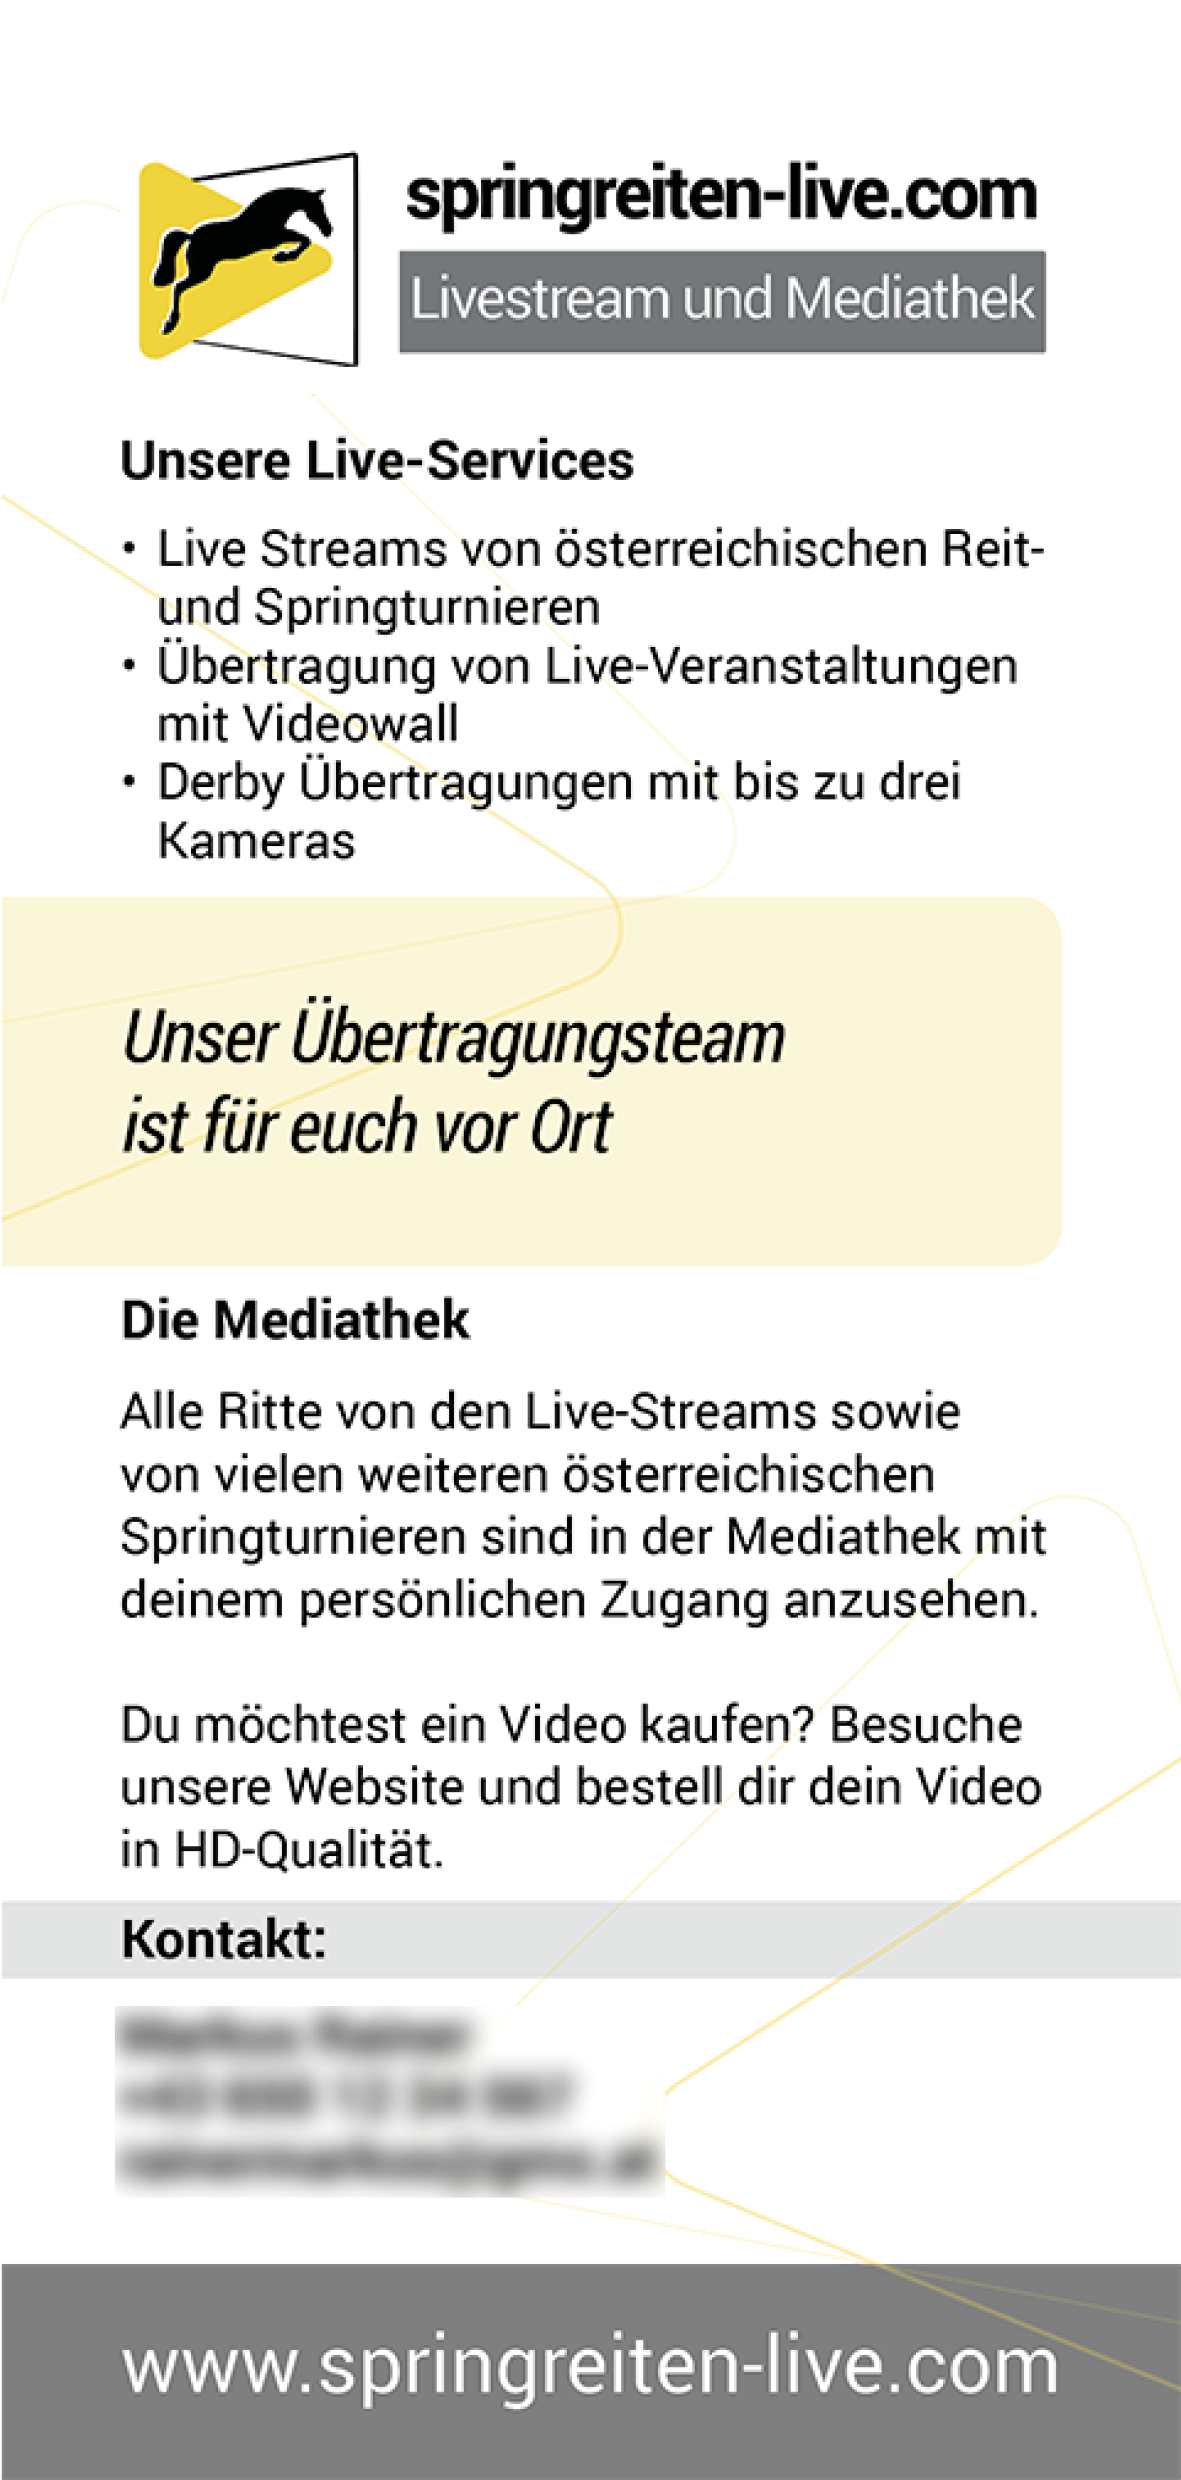 springreiten-live.com
Livestream und Mediathek
Unsere Live-Services
• Live Streams von österreichischen Reit-
und Springturnieren
• Übertragung von Live-Veranstaltungen
mit Videowall
• Derby Übertragungen mit bis zu drei
Kameras
Unser Übertragungsteam
ist für euch vor Ort
Die Mediathek
Alle Ritte von den Live-Streams sowie
von vielen weiteren österreichischen
Springturnieren sind in der Mediathek mit
deinem persönlichen Zugang anzusehen.
Du möchtest ein Video kaufen? Besuche
unsere Website und bestell dir dein Video
in HD-Qualität.
Kontakt:
www.springreiten-live.com